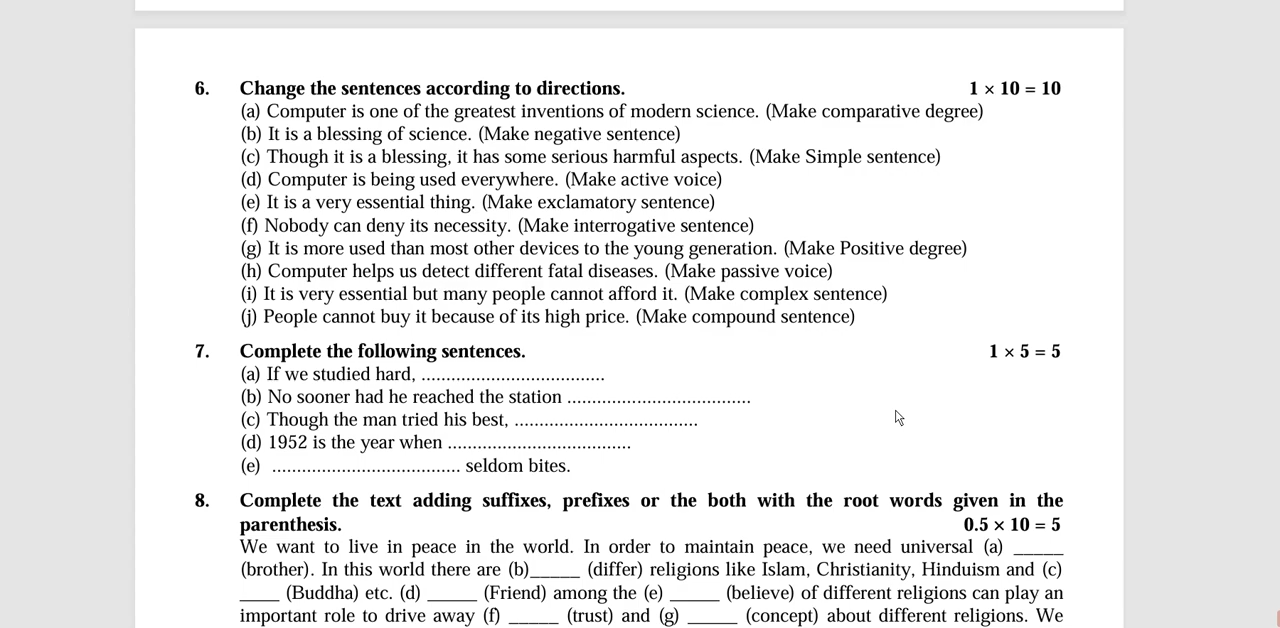 6. Change the sentences according to directions. 1 × 10 = 10
(a) Computer is one of the greatest inventions of modern science. (Make comparative degree)
(b) It is a blessing of science. (Make negative sentence)
(c) Though it is a blessing, it has some serious harmful aspects. (Make Simple sentence)
(d) Computer is being used everywhere. (Make active voice)
(e) It is a very essential thing. (Make exclamatory sentence)
(f) Nobody can deny its necessity. (Make interrogative sentence)
(g) It is more used than most other devices to the young generation. (Make Positive degree)
(h) Computer helps us detect different fatal diseases. (Make passive voice)
(i) It is very essential but many people cannot afford it. (Make complex sentence)
(j) People cannot buy it because of its high price. (Make compound sentence)
7. Complete the following sentences. 1 × 5 = 5
(a) If we studied hard, .....................................
(b) No sooner had he reached the station .....................................
(c) Though the man tried his best, .....................................
(d) 1952 is the year when .....................................
(e) ...................................... seldom bites.
8. Complete the text adding suffixes, prefixes or the both with the root words given in the
parenthesis. 0.5 × 10 = 5
We want to live in peace in the world. In order to maintain peace, we need universal (a) _____
(brother). In this world there are (b)_____ (differ) religions like Islam, Christianity, Hinduism and (c)
____ (Buddha) etc. (d) _____ (Friend) among the (e) _____ (believe) of different religions can play an
important role to drive away (f) _____ (trust) and (g) _____ (concept) about different religions. We